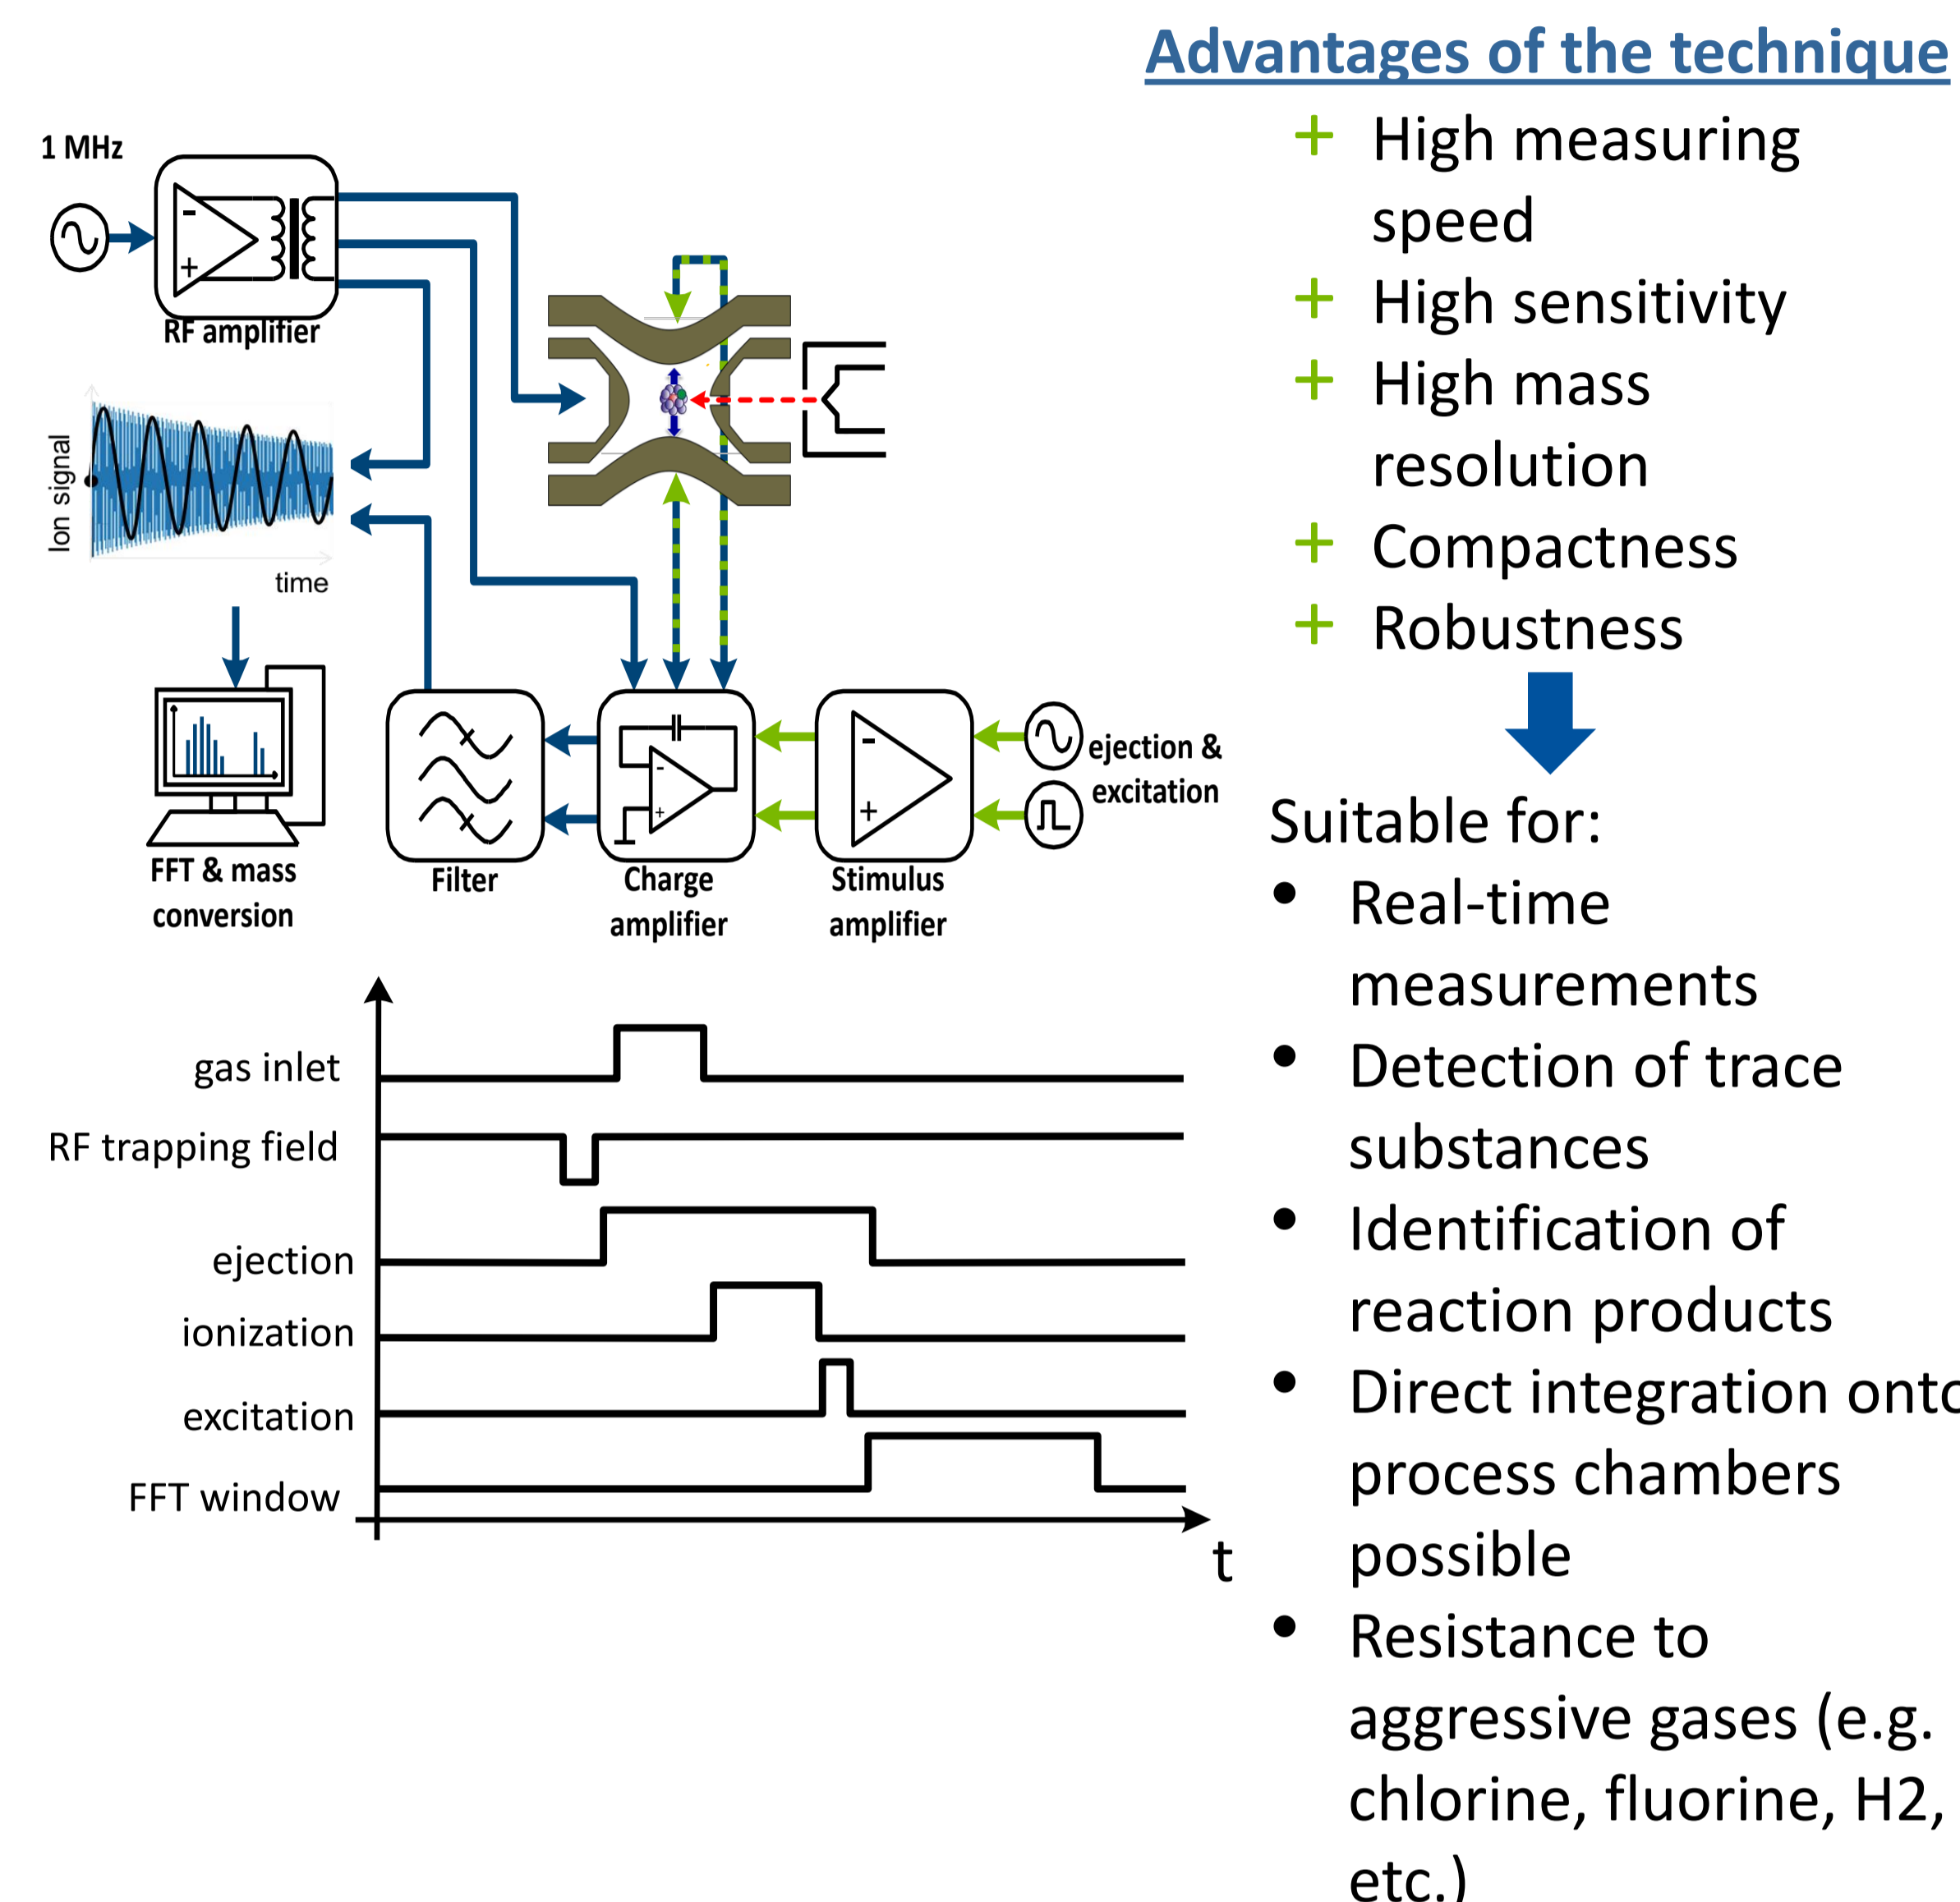 Advantages of the technique
+ High measuring
speed
+ High sensitivity
+ High mass
resolution
+ Compactness
+ Robustness
Suitable for:
• Real-time
measurements
• Detection of trace
substances
• Identification of
reaction products
• Direct integration onto
process chambers
possible
• Resistance to
aggressive gases (e.g.
chlorine, fluorine, H2,
etc.)
1 MHz
-
+
RF amplifier
Ion signal
time
FFT & mass
conversion
Filter
-
+
Charge
amplifier
-
+
Stimulus
amplifier
ejection &
excitation
gas inlet
RF trapping field
ejection
ionization
excitation
FFT window
t